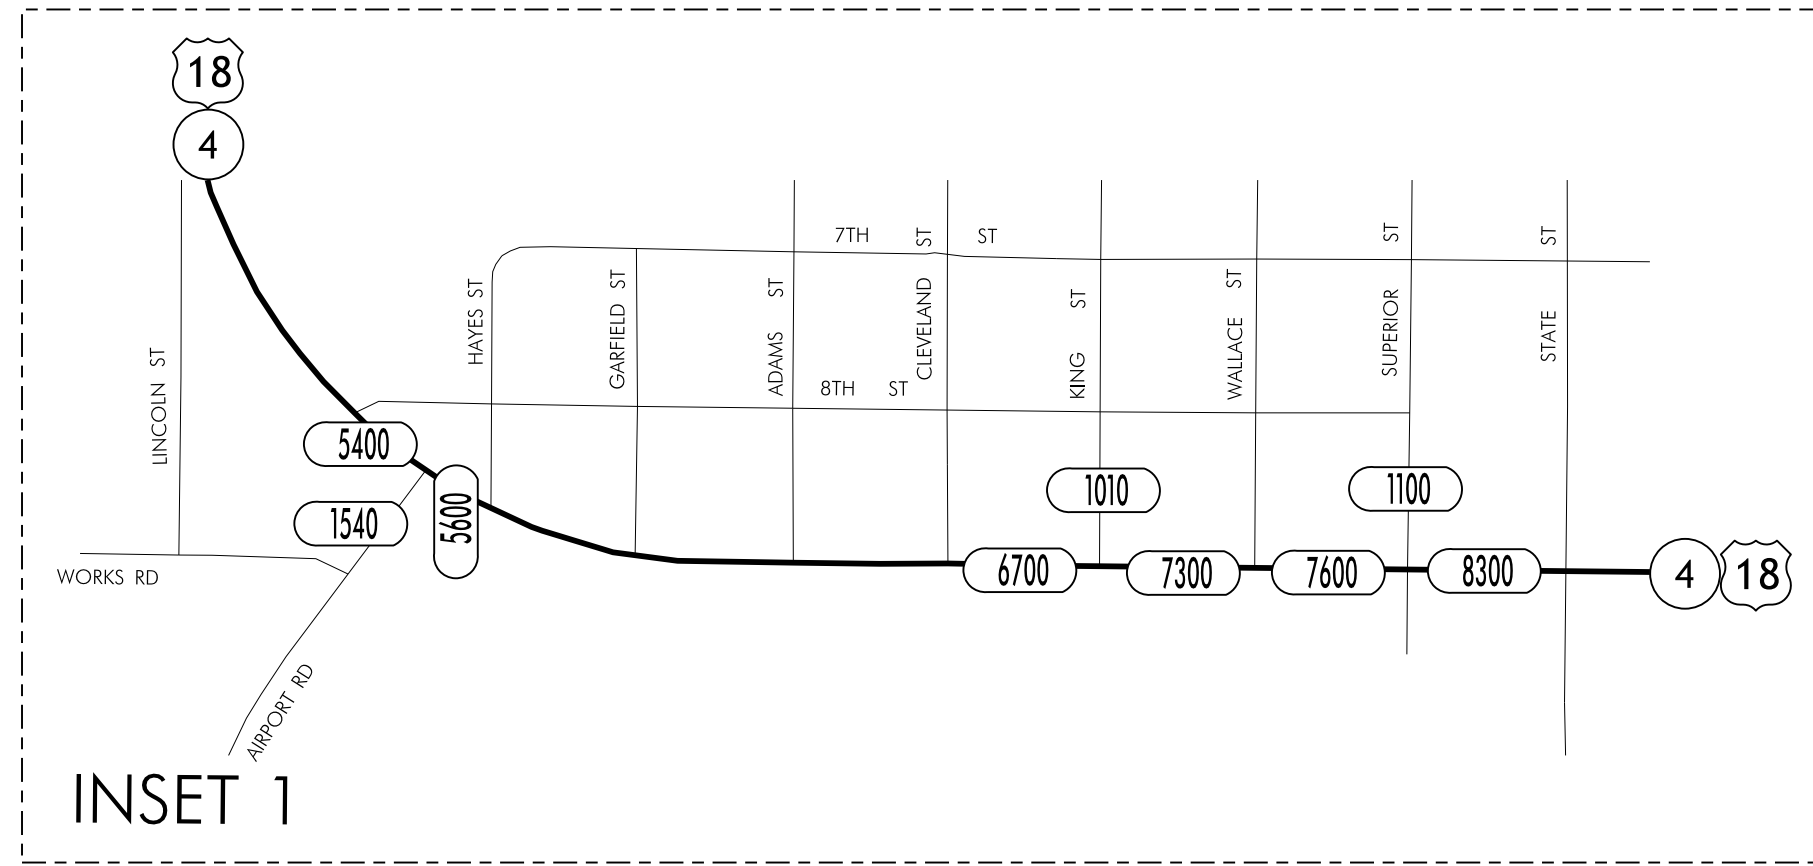 18
4
7TH ST
HAYES ST
GARFIELD ST
ADAMS ST
CLEVELAND ST
KING ST
WALLACE ST
SUPERIOR ST
STATE ST
LINCOLN ST
8TH ST
5400
1540
5600
1010
1100
6700
7300
7600
8300
4
18
WORKS RD
AIRPORT RD
INSET 1